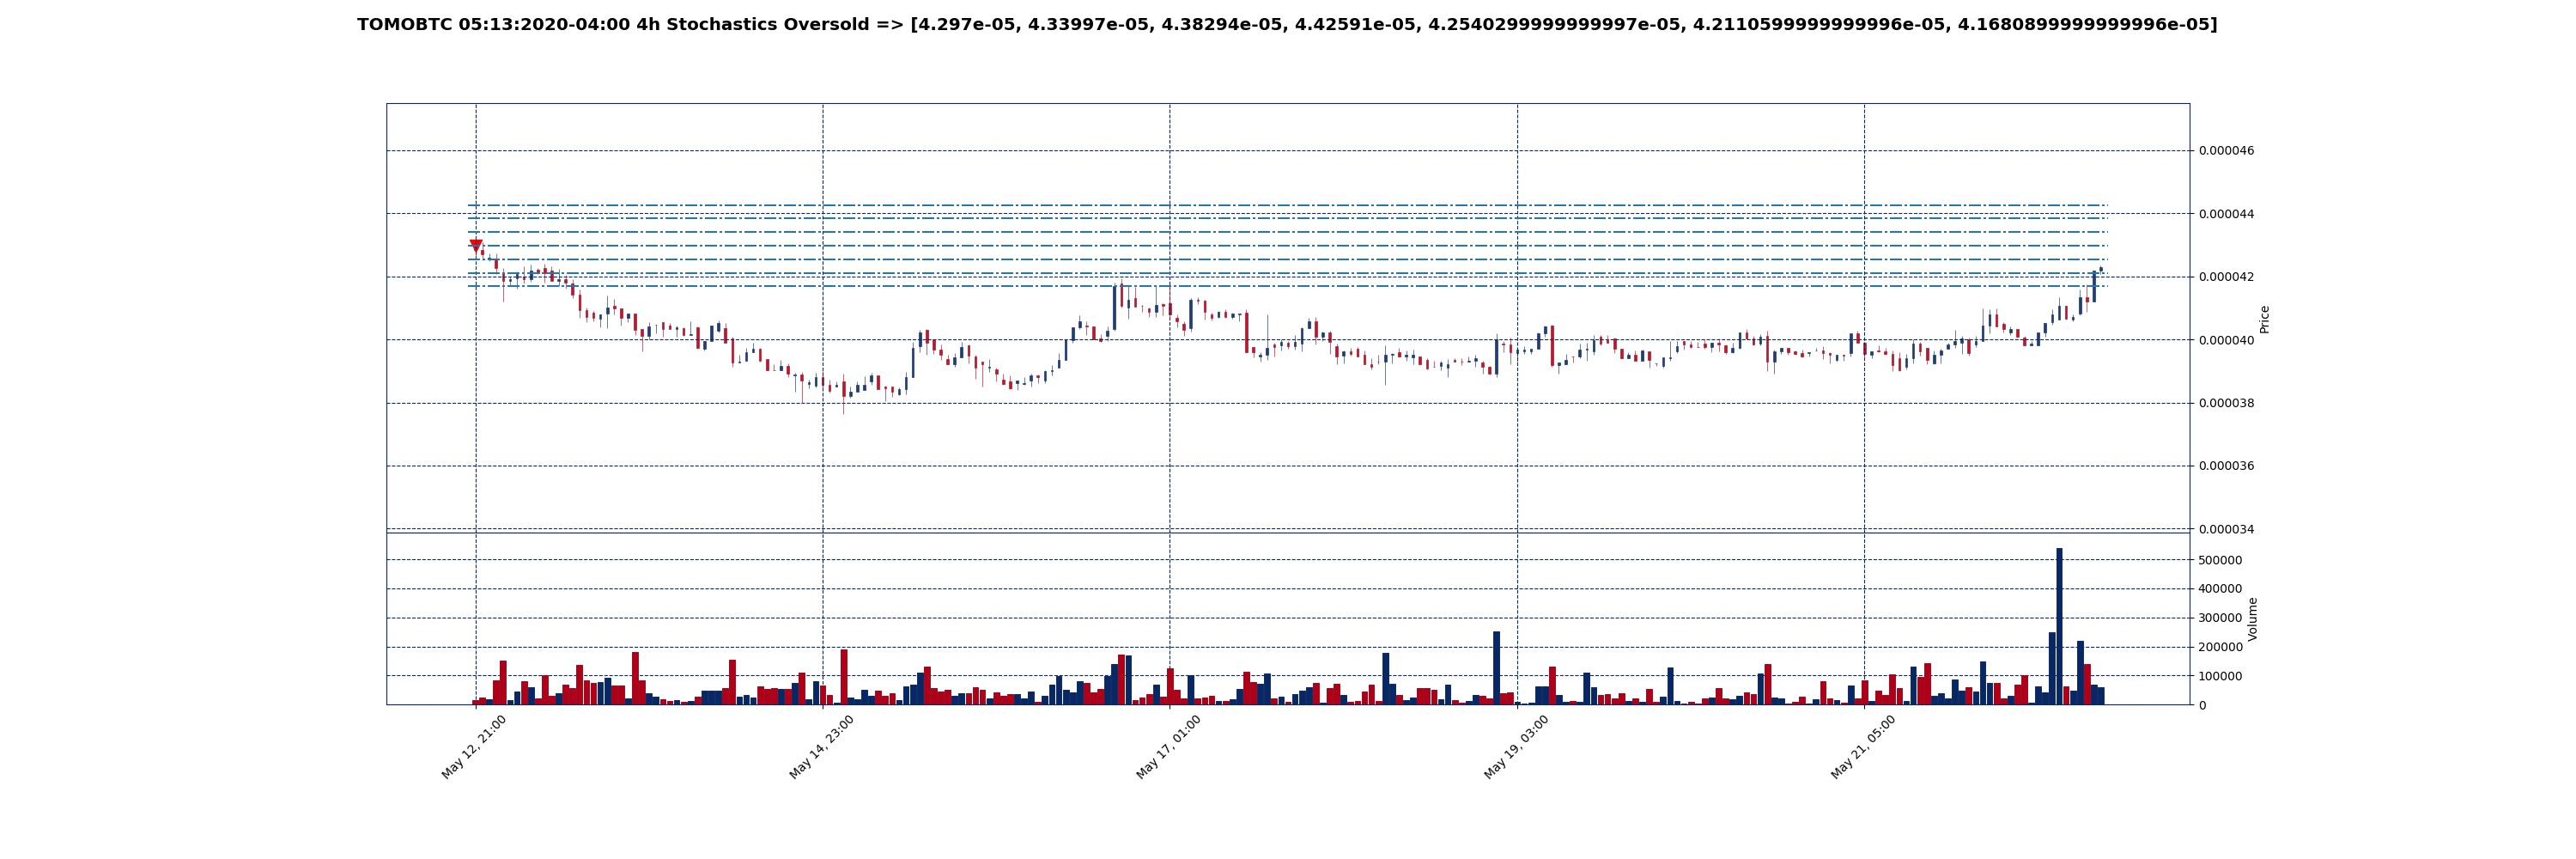 TOMOBTC 05:13:2020-04:00 4h Stochastics Oversold => [4.297e-05, 4.33997e-05, 4.38294e-05, 4.42591e-05, 4.2540299999999997e-05, 4.2110599999999996e-05, 4.1680899999999996e-05]
0.000046
0.000044
0.000042
0.000040
0.000038
0.000036
0.000034
Price
500000
400000
300000
200000
100000
0
Volume
May 12, 21:00
May 14, 23:00
May 17, 01:00
May 19, 03:00
May 21, 05:00